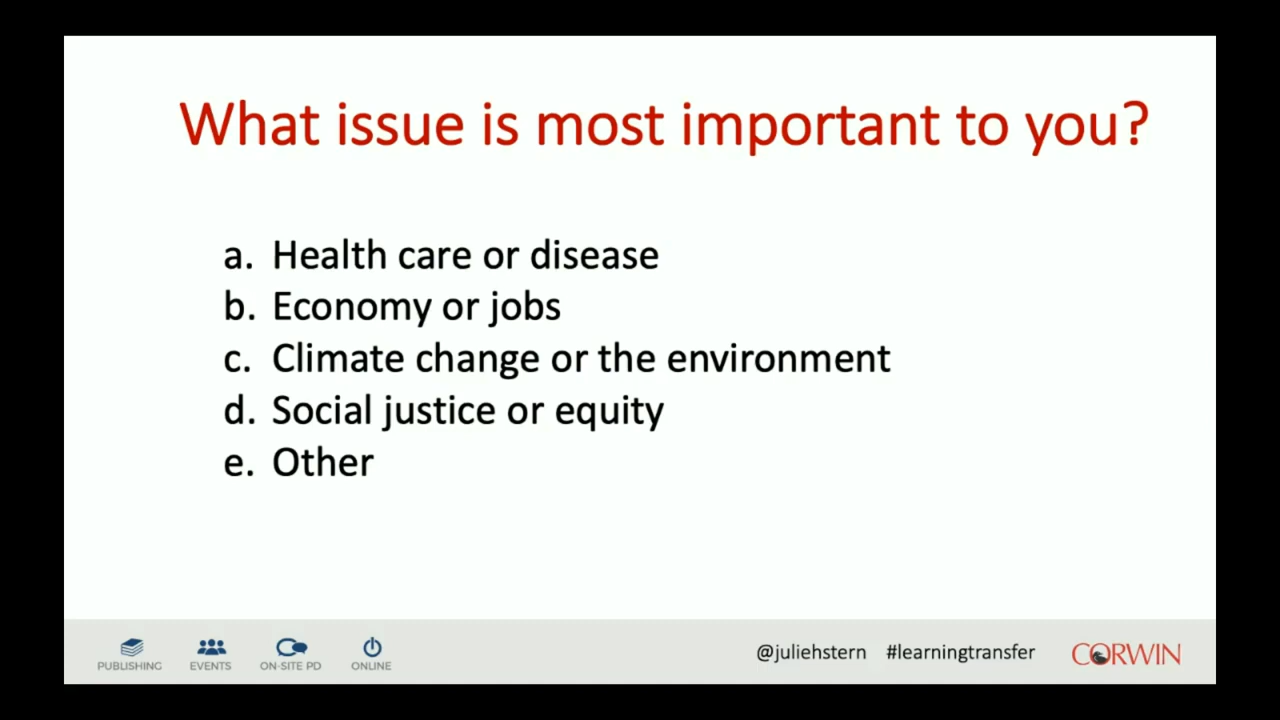 What issue is most important to you?
a. Health care or disease
b. Economy or jobs
c. Climate change or the environment
d. Social justice or equity
e. Other
PUBLISHING EVENTS ON-SITE PD ONLINE @juliehstern #learningtransfer CORWIN